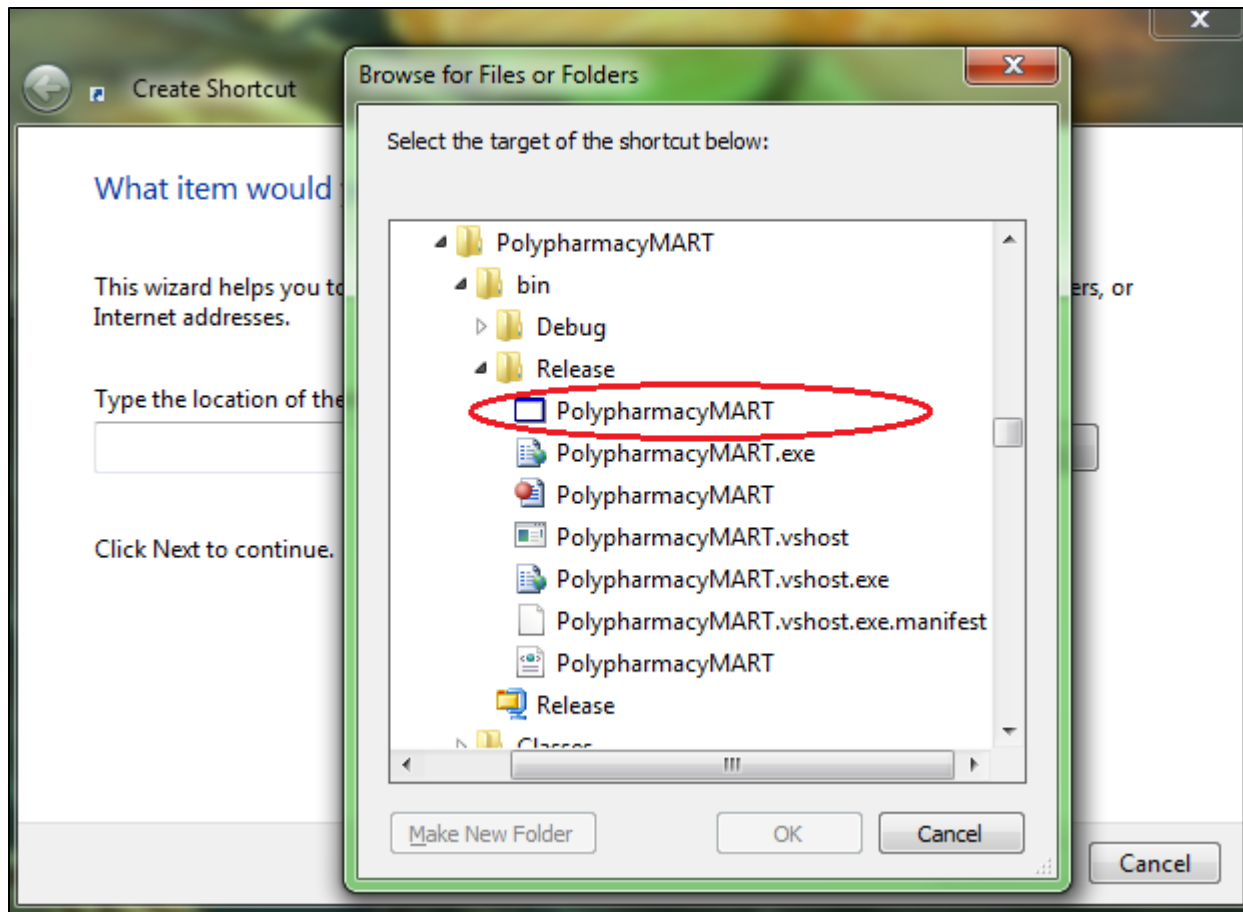 x
Create Shortcut
Browse for Files or Folders
x
Select the target of the shortcut below:
What item would
This wizard helps you to
ers, or
Internet addresses.
Type the location of the
Click Next to continue.
PolypharmacyMART
bin
Debug
Release
PolypharmacyMART
PolypharmacyMART.exe
PolypharmacyMART
PolypharmacyMART.vshost
PolypharmacyMART.vshost.exe
PolypharmacyMART.vshost.exe.manifest
PolypharmacyMART
Release
Classes
Make New Folder
OK
Cancel
Cancel